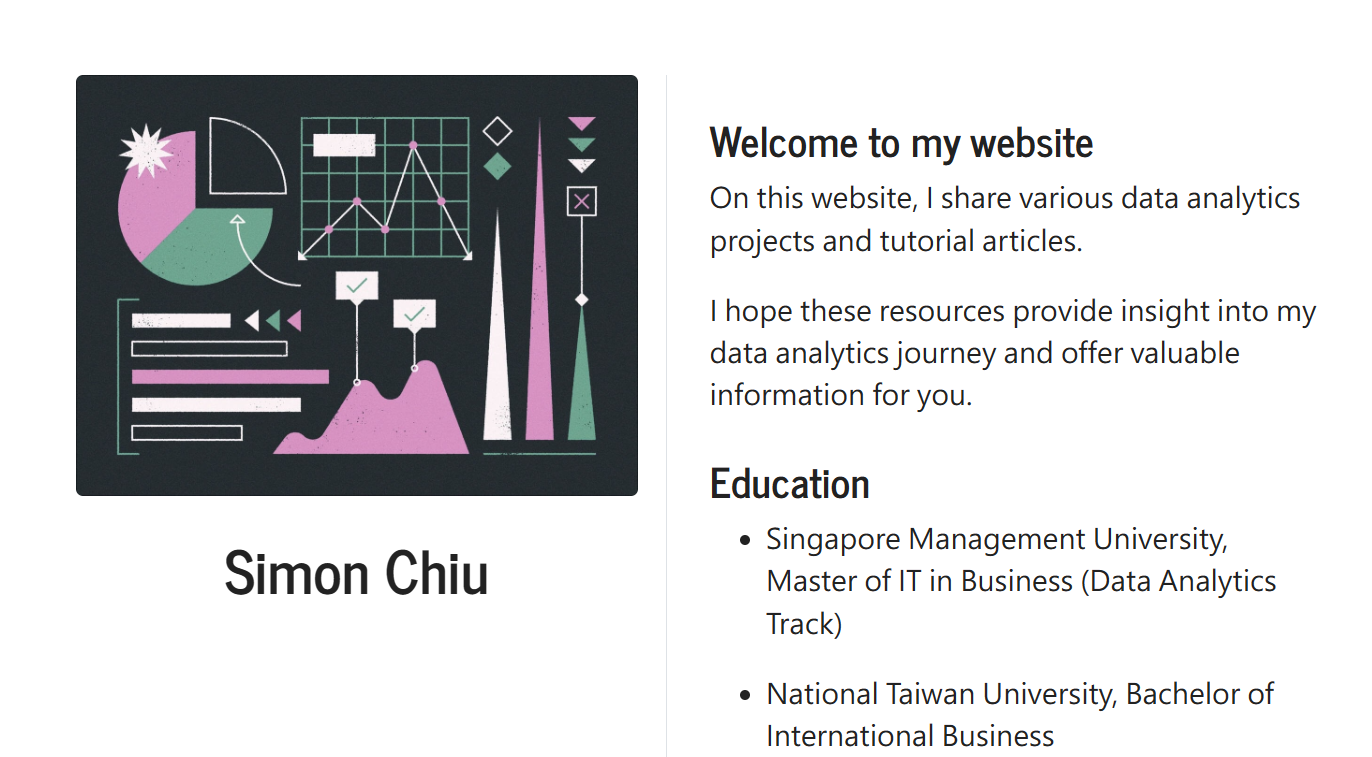 Simon Chiu
Welcome to my website
On this website, I share various data analytics
projects and tutorial articles.
I hope these resources provide insight into my
data analytics journey and offer valuable
information for you.
Education
Singapore Management University,
Master of IT in Business (Data Analytics
Track)
National Taiwan University, Bachelor of
International Business